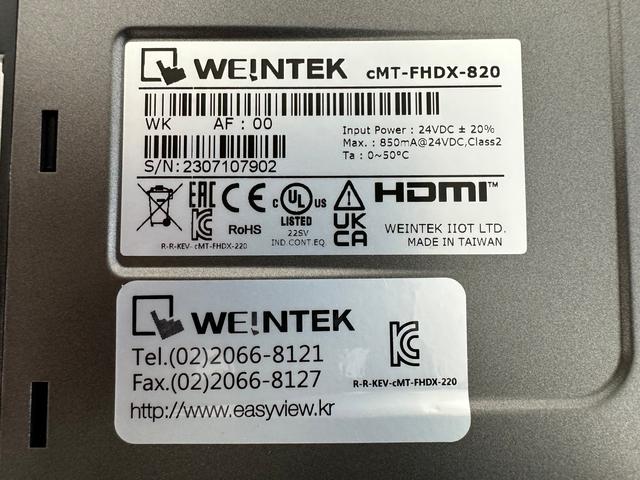 WEINTEK cMT-FHDX-820
WK AF : 00
Input Power : 24VDC ± 20%
Max. : 850mA@24VDC,Class2
Ta : 0~50°C
S/N:2307107902
EAC CE c UL US HDMI™
RoHS LISTED UK CA
22SV
IND.CONT.EQ.
R-R-KEV-cMT-FHDX-220
WEINTEK IIOT LTD.
MADE IN TAIWAN
WEINTEK
Tel.(02)2066-8121
Fax.(02)2066-8127
R-R-KEV-cMT-FHDX-220
http://www.easyview.kr